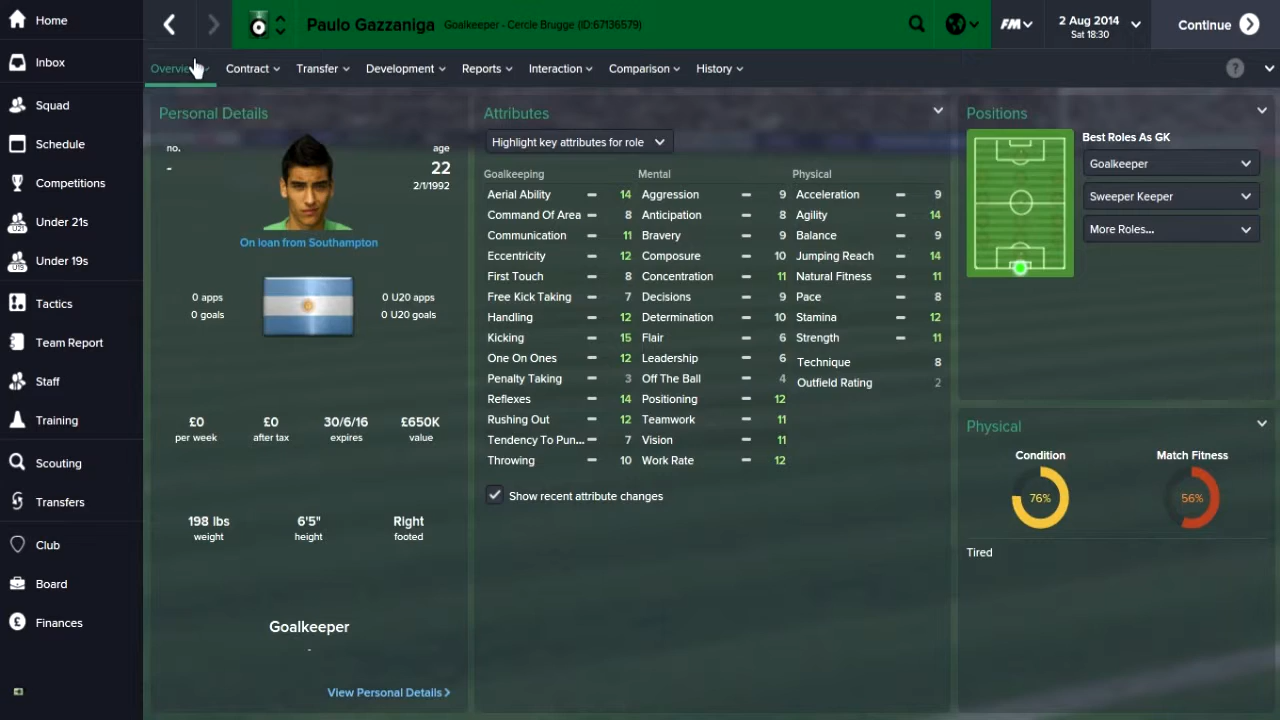 Home
Inbox
Squad
Schedule
Competitions
Under 21s
Under 19s
Tactics
Team Report
Staff
Training
Scouting
Transfers
Club
Board
Finances
Paulo Gazzaniga Goalkeeper - Cercle Brugge (ID:67136579)
FM
2 Aug 2014
Sat 18:30
Continue
Contract Transfer Development Reports Interaction Comparison History
?
Personal Details
no.
-
age
22
2/1/1992
On loan from Southampton
0 apps
0 goals
0 U20 apps
0 U20 goals
£0 per week
£0 after tax
30/6/16 expires
£650K value
198 lbs weight
6'5" height
Right footed
Goalkeeper
-
View Personal Details
Attributes
Highlight key attributes for role
Goalkeeping Mental Physical
Aerial Ability 14 Aggression 9 Acceleration 9
Command Of Area 8 Anticipation 8 Agility 14
Communication 11 Bravery 9 Balance 9
Eccentricity 12 Composure 10 Jumping Reach 14
First Touch 8 Concentration 11 Natural Fitness 11
Free Kick Taking 7 Decisions 9 Pace 8
Handling 12 Determination 10 Stamina 12
Kicking 15 Flair 6 Strength 11
One On Ones 12 Leadership 6 Technique 8
Penalty Taking 3 Off The Ball 4 Outfield Rating 2
Reflexes 14 Positioning 12
Rushing Out 12 Teamwork 11
Tendency To Pun... 7 Vision 11
Throwing 10 Work Rate 12
Show recent attribute changes
Positions
Best Roles As GK
Goalkeeper
Sweeper Keeper
More Roles...
Physical
Condition
76%
Match Fitness
56%
Tired